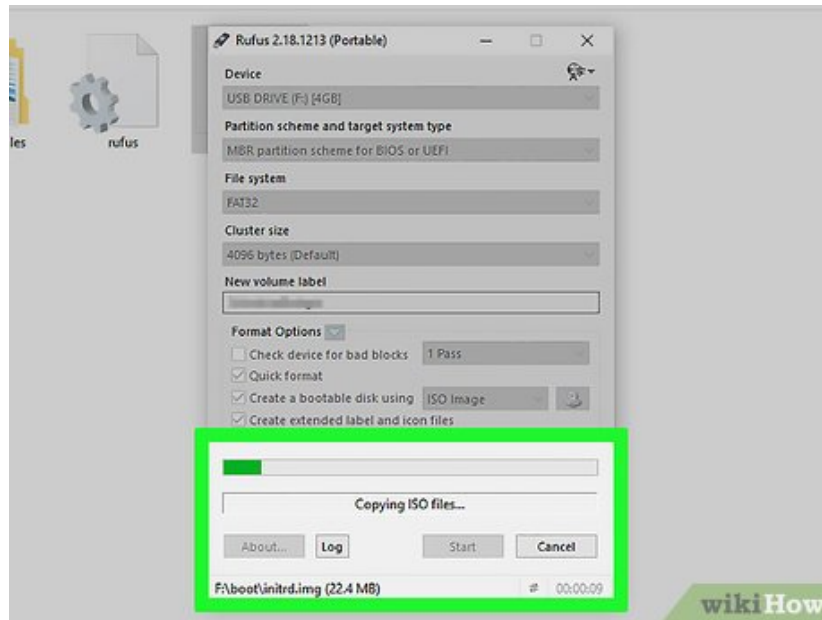 Rufus 2.18.1213 (Portable)
Device
USB DRIVE (F:) [4GB]
Partition scheme and target system type
MBR partition scheme for BIOS or UEFI
les
rufus
File system
FAT32
Cluster size
4096 bytes (Default)
New volume label
Format Options
Check device for bad blocks 1 Pass
Quick format
Create a bootable disk using ISO Image
Create extended label and icon files
Copying ISO files...
About... Log Start Cancel
F:\boot\initrd.img (22.4 MB) # 00:00:09
wikiHow